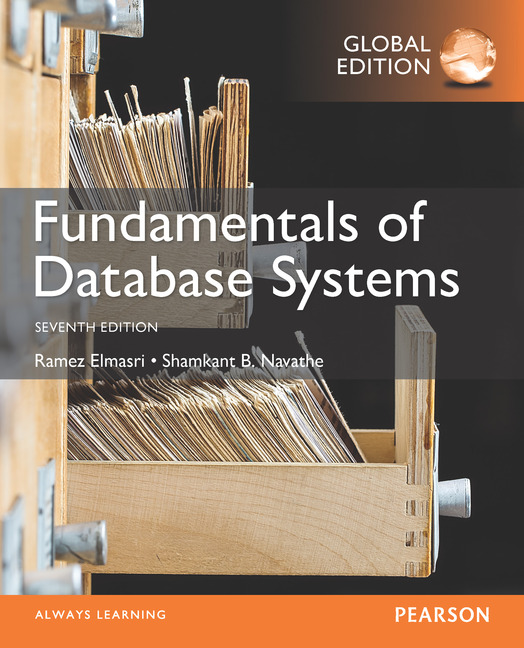 GLOBAL
EDITION
Fundamentals of
Database Systems
SEVENTH EDITION
Ramez Elmasri • Shamkant B. Navathe
ALWAYS LEARNING
PEARSON